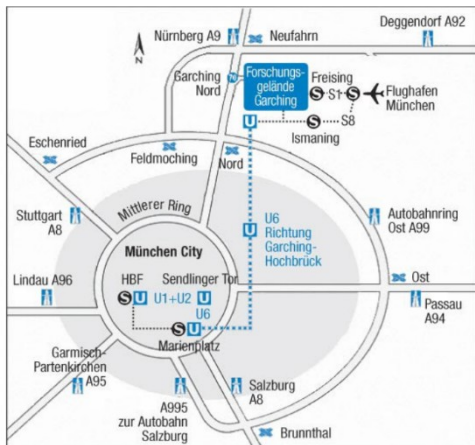 Nürnberg A9
Neufahrn
Deggendorf A92
N
Garching
Nord
70
Forschungs-
gelände
Garching
Freising
S
S1
S
Flughafen
München
U
S
S8
Ismaning
Eschenried
Feldmoching
Nord
Mittlerer Ring
Stuttgart
A8
U
U6
Richtung
Garching-
Hochbrück
Autobahnring
Ost A99
München City
HBF
Sendlinger Tor
S U U1+U2 U
Lindau A96
Ost
Passau
A94
U6
S U
Marienplatz
Garmisch-
Partenkirchen
A95
A995
zur Autobahn
Salzburg
Salzburg
A8
Brunnthal